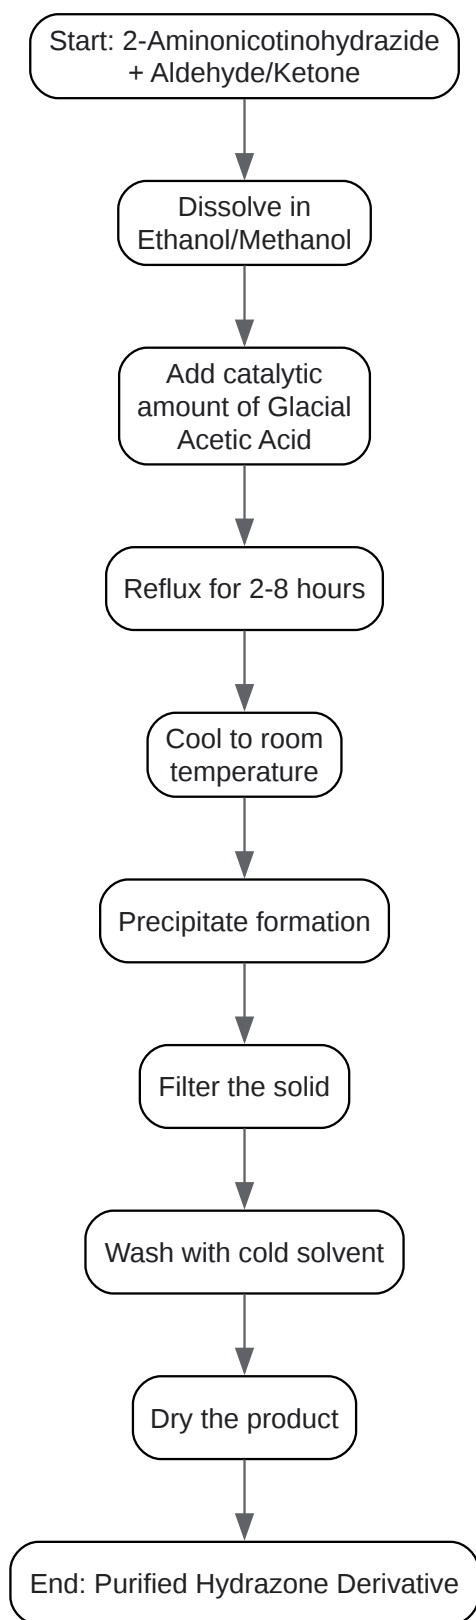 Start: 2-Aminonicotinohydrazide
+ Aldehyde/Ketone
Dissolve in
Ethanol/Methanol
Add catalytic
amount of Glacial
Acetic Acid
Reflux for 2-8 hours
Cool to room
temperature
Precipitate formation
Filter the solid
Wash with cold solvent
Dry the product
End: Purified Hydrazone Derivative